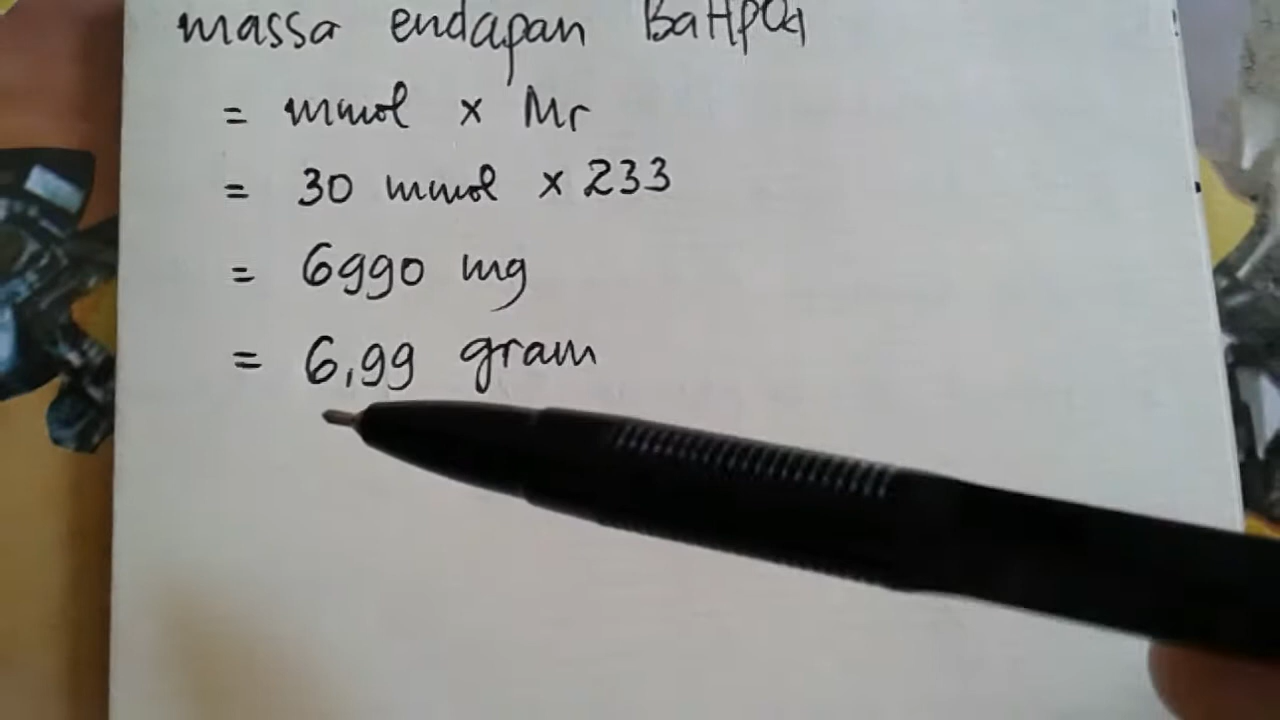 massa endapan BaHPO4
= mmol × Mr
= 30 mmol × 233
= 6990 mg
= 6,99 gram